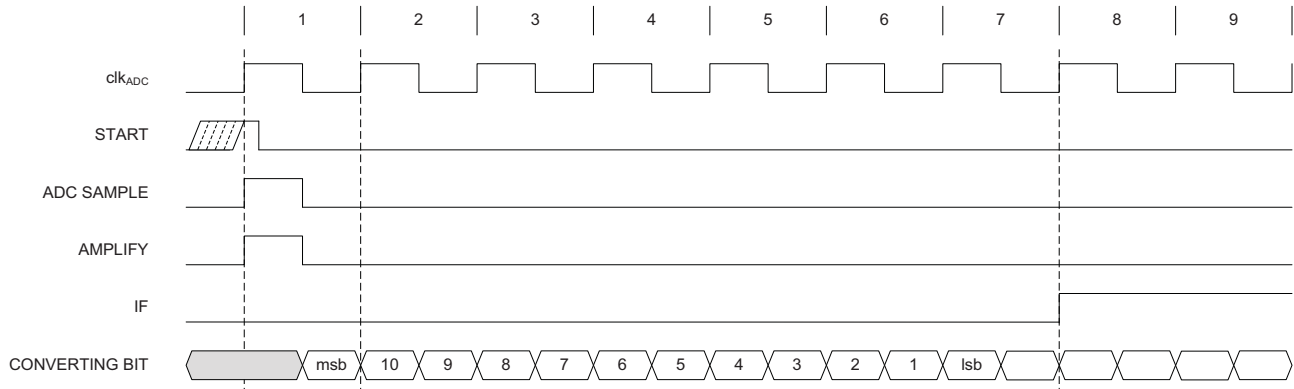 1 2 3 4 5 6 7 8 9
clkADC
START
ADC SAMPLE
AMPLIFY
IF
CONVERTING BIT msb 10 9 8 7 6 5 4 3 2 1 lsb